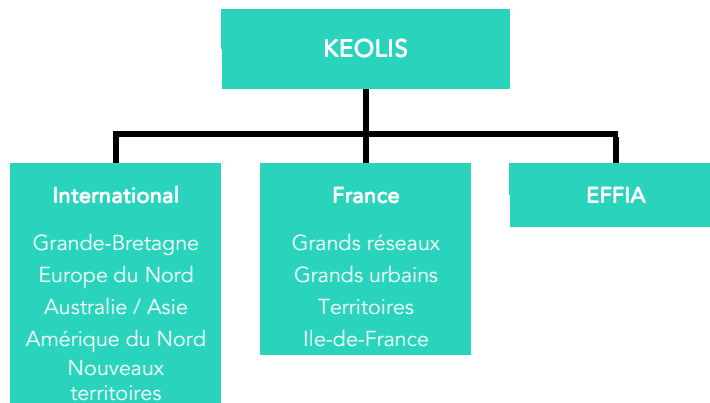 KEOLIS
International
Grande-Bretagne
Europe du Nord
Australie / Asie
Amérique du Nord
Nouveaux
territoires
France
Grands réseaux
Grands urbains
Territoires
Ile-de-France
EFFIA